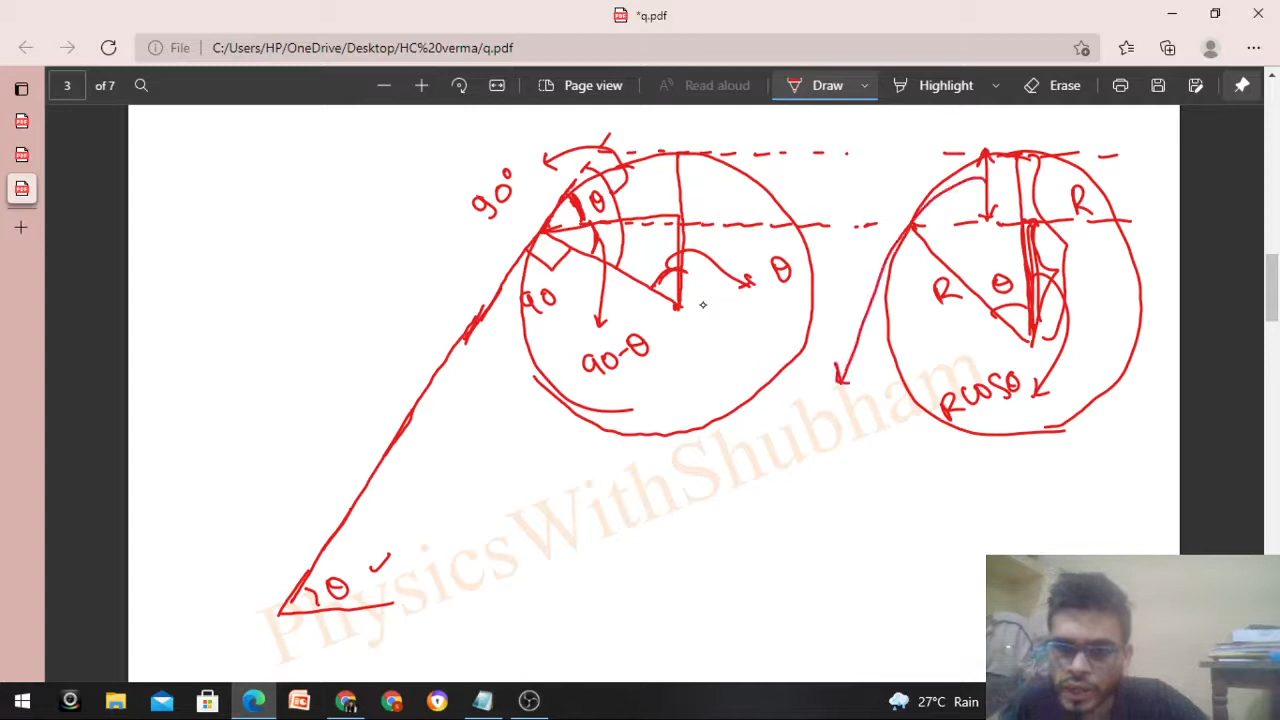 *q.pdf
File
C:/Users/HP/OneDrive/Desktop/HC%20verma/q.pdf
3 of 7
Page view
Read aloud
Draw
Highlight
Erase
90°
θ
R
90
θ
90-θ
R
θ
R cosθ
θ
PhysicsWithShubham
27°C Rain